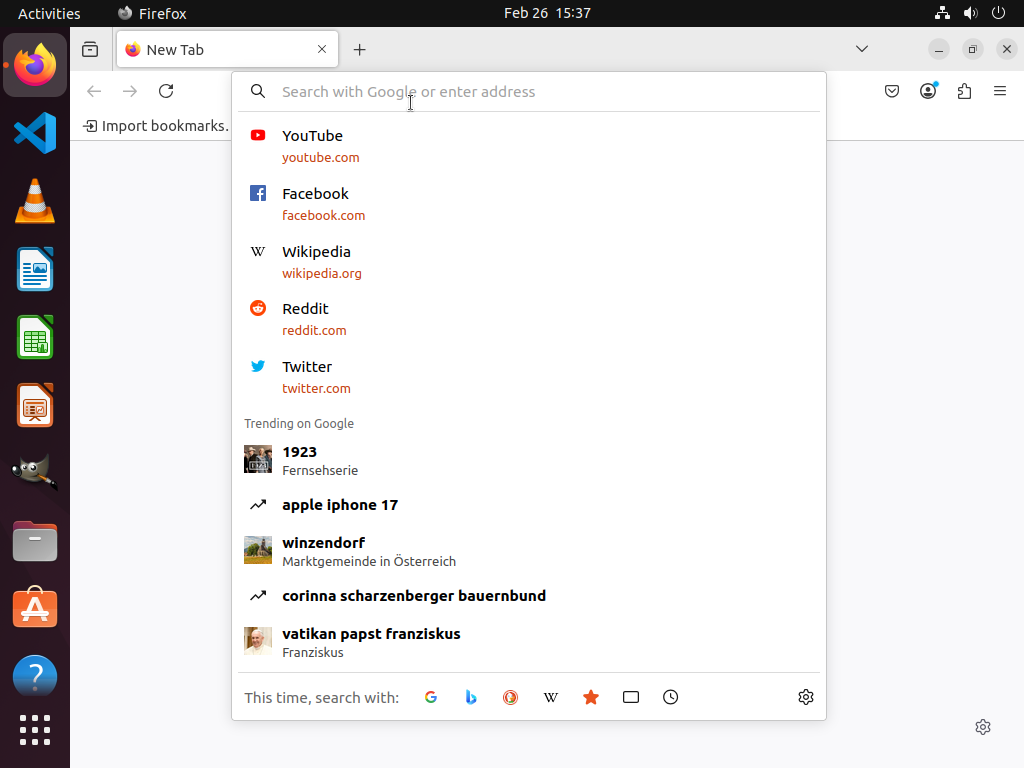 Activities
Firefox
Feb 26 15:37
New Tab
Search with Google or enter address
Import bookmarks.
YouTube
youtube.com
Facebook
facebook.com
Wikipedia
wikipedia.org
Reddit
reddit.com
Twitter
twitter.com
Trending on Google
1923
Fernsehserie
apple iphone 17
winzendorf
Marktgemeinde in Österreich
corinna scharzenberger bauernbund
vatikan papst franziskus
Franziskus
This time, search with: